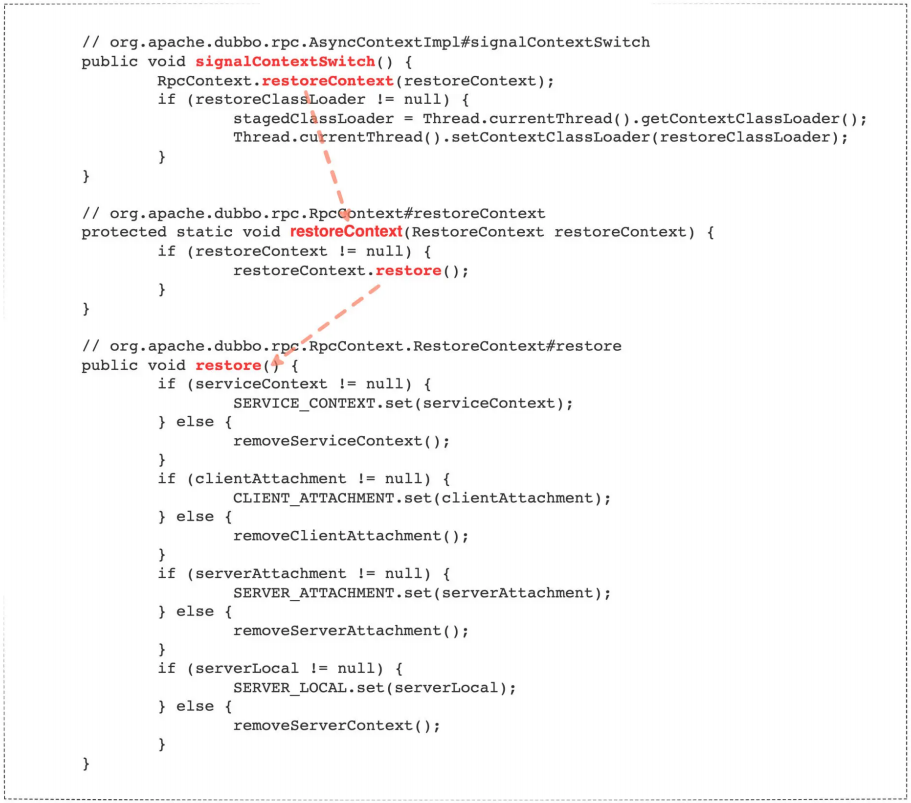 // org.apache.dubbo.rpc.AsyncContextImpl#signalContextSwitch
public void signalContextSwitch() {
        RpcContext.restoreContext(restoreContext);
        if (restoreClassLoader != null) {
                stagedClassLoader = Thread.currentThread().getContextClassLoader();
                Thread.currentThread().setContextClassLoader(restoreClassLoader);
        }
}

// org.apache.dubbo.rpc.RpcContext#restoreContext
protected static void restoreContext(RestoreContext restoreContext) {
        if (restoreContext != null) {
                restoreContext.restore();
        }
}

// org.apache.dubbo.rpc.RpcContext.RestoreContext#restore
public void restore() {
        if (serviceContext != null) {
                SERVICE_CONTEXT.set(serviceContext);
        } else {
                removeServiceContext();
        }
        if (clientAttachment != null) {
                CLIENT_ATTACHMENT.set(clientAttachment);
        } else {
                removeClientAttachment();
        }
        if (serverAttachment != null) {
                SERVER_ATTACHMENT.set(serverAttachment);
        } else {
                removeServerAttachment();
        }
        if (serverLocal != null) {
                SERVER_LOCAL.set(serverLocal);
        } else {
                removeServerContext();
        }
}